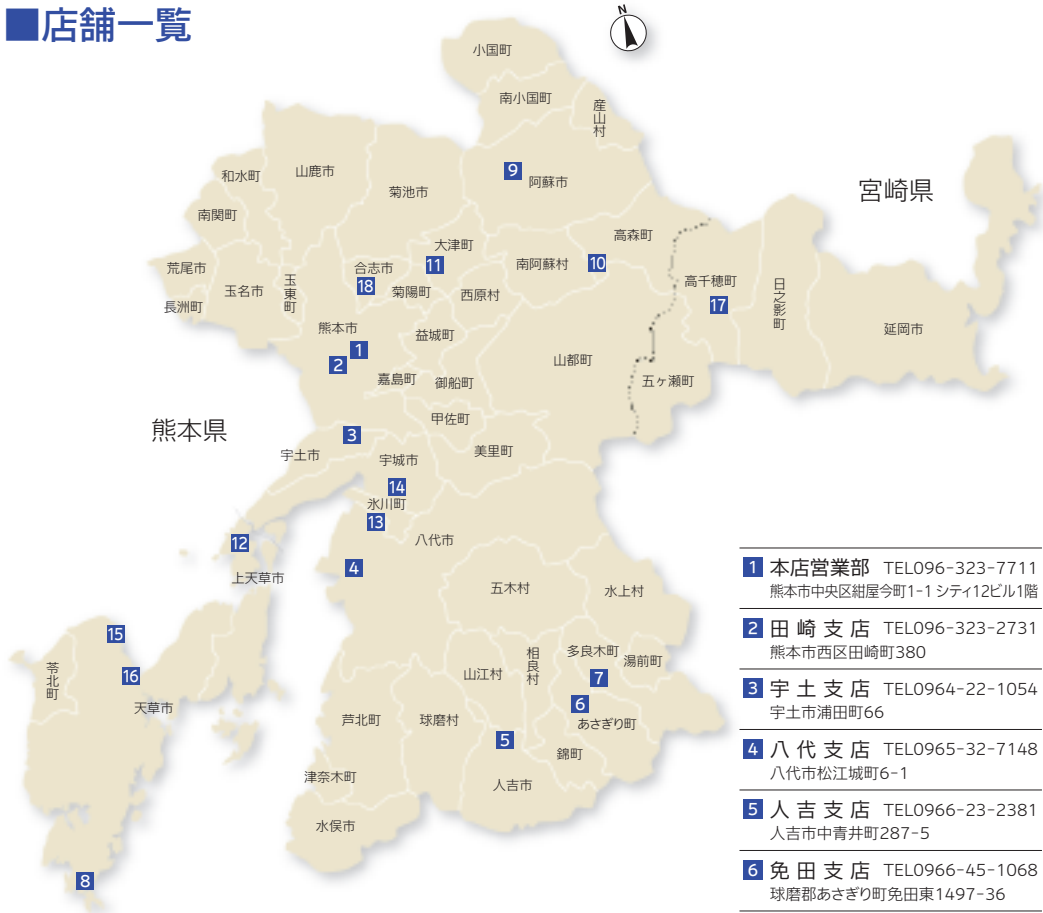 ■店舗一覧
N
小国町
南小国町
産山村
9
阿蘇市
和水町
山鹿市
菊池市
宮崎県
南関町
高森町
大津町
荒尾市
合志市
11
南阿蘇村
10
玉名市
玉東町
18
菊陽町
西原村
高千穂町
17
日之影町
長洲町
熊本市
益城町
延岡市
1
2
嘉島町
御船町
山都町
五ヶ瀬町
甲佐町
熊本県
3
宇土市
宇城市
美里町
14
氷川町
13
八代市
12
4
上天草市
五木村
水上村
15
苓北町
16
天草市
山江村
相良村
多良木町
湯前町
7
6
あさぎり町
芦北町
球磨村
5
錦町
津奈木町
人吉市
水俣市
8
1 本店営業部 TEL096-323-7711
熊本市中央区紺屋今町1-1 シティ12ビル1階
2 田崎支店 TEL096-323-2731
熊本市西区田崎町380
3 宇土支店 TEL0964-22-1054
宇土市浦田町66
4 八代支店 TEL0965-32-7148
八代市松江城町6-1
5 人吉支店 TEL0966-23-2381
人吉市中青井町287-5
6 免田支店 TEL0966-45-1068
球磨郡あさぎり町免田東1497-36